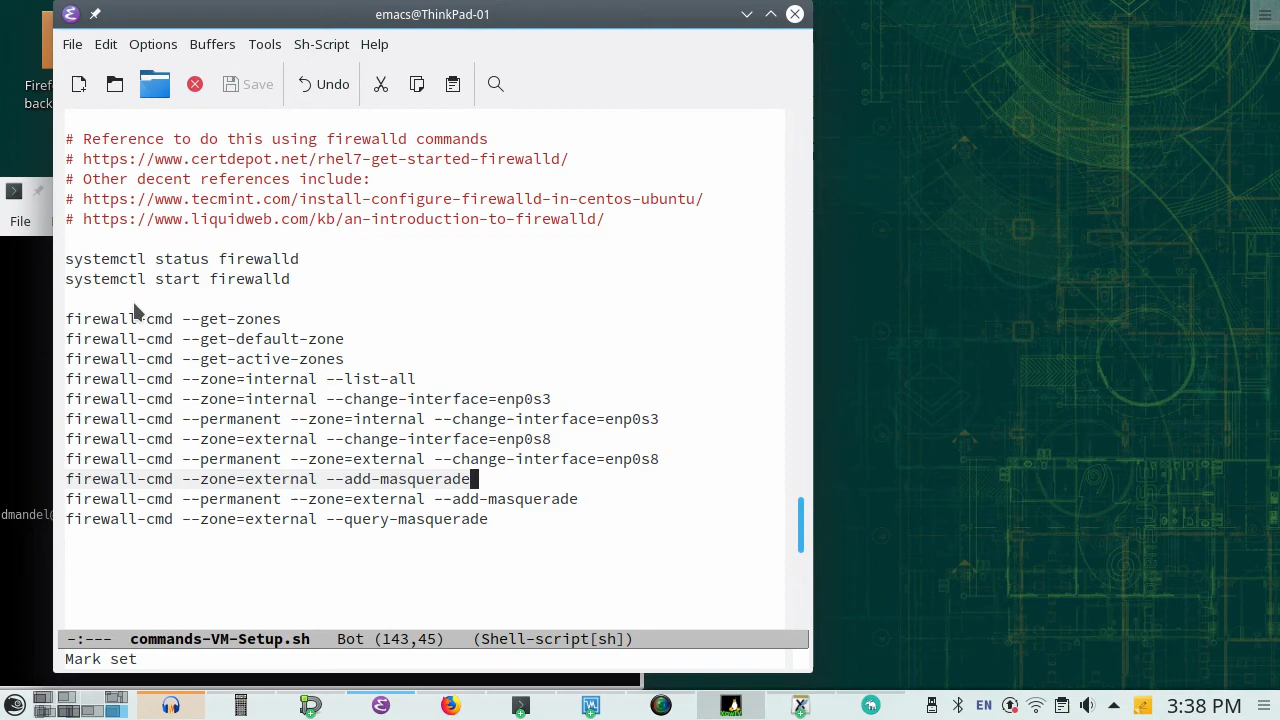 emacs@ThinkPad-01
File Edit Options Buffers Tools Sh-Script Help
Save Undo
# Reference to do this using firewalld commands
# https://www.certdepot.net/rhel7-get-started-firewalld/
# Other decent references include:
# https://www.tecmint.com/install-configure-firewalld-in-centos-ubuntu/
# https://www.liquidweb.com/kb/an-introduction-to-firewalld/
systemctl status firewalld
systemctl start firewalld
firewall-cmd --get-zones
firewall-cmd --get-default-zone
firewall-cmd --get-active-zones
firewall-cmd --zone=internal --list-all
firewall-cmd --zone=internal --change-interface=enp0s3
firewall-cmd --permanent --zone=internal --change-interface=enp0s3
firewall-cmd --zone=external --change-interface=enp0s8
firewall-cmd --permanent --zone=external --change-interface=enp0s8
firewall-cmd --zone=external --add-masquerade
firewall-cmd --permanent --zone=external --add-masquerade
firewall-cmd --zone=external --query-masquerade
-:--- commands-VM-Setup.sh Bot (143,45) (Shell-script[sh])
Mark set
Firef
back
File
dmandel@
EN 3:38 PM